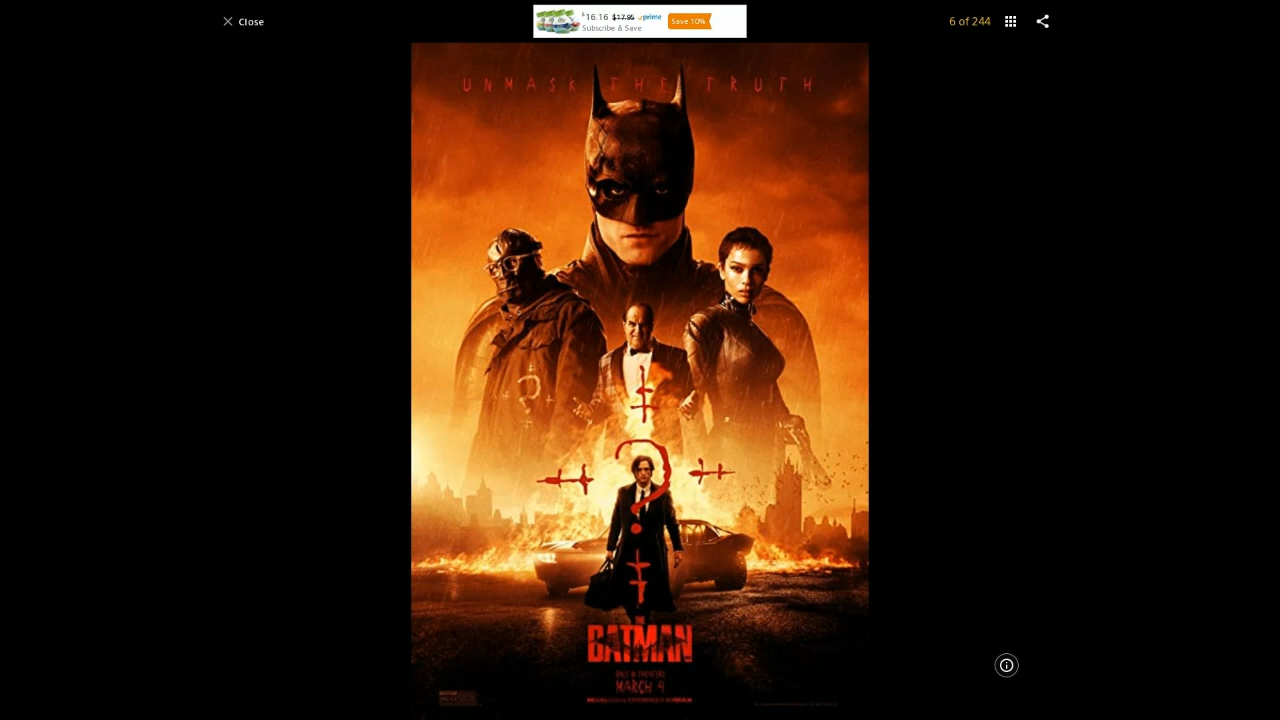 Close
$16.16 $17.95 prime
Subscribe & Save
Save 10%
6 of 244
UNMASK THE TRUTH
THE
BATMAN
ONLY IN THEATERS
MARCH 4
IMAX